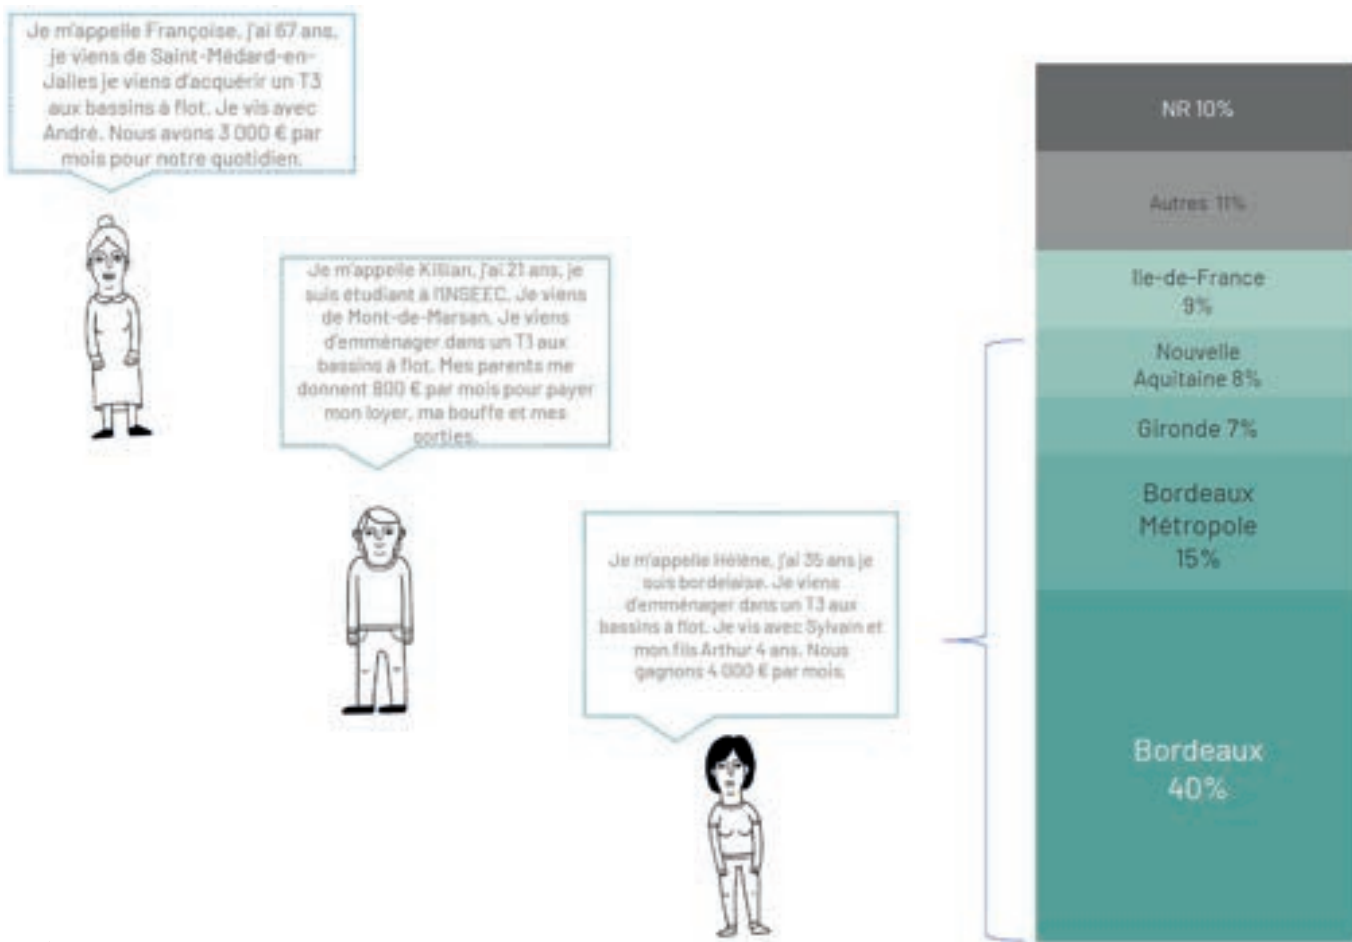 Je m'appelle Françoise, j'ai 67 ans,
je viens de Saint-Médard-en-
Jalles je viens d'acquérir un T3
aux bassins à flot. Je vis avec
André. Nous avons 3 000 € par
mois pour notre quotidien.
Je m'appelle Killian, j'ai 21 ans, je
suis étudiant à l'INSEEC. Je viens
de Mont-de-Marsan. Je viens
d'emménager dans un T1 aux
bassins à flot. Mes parents me
donnent 800 € par mois pour payer
mon loyer, ma bouffe et mes
sorties.
Je m'appelle Hélène, j'ai 35 ans je
suis bordelaise. Je viens
d'emménager dans un T3 aux
bassins à flot. Je vis avec Sylvain et
mon fils Arthur 4 ans. Nous
gagnons 4 000 € par mois.
NR 10%
Autres 11%
Ile-de-France
9%
Nouvelle
Aquitaine 8%
Gironde 7%
Bordeaux
Métropole
15%
Bordeaux
40%